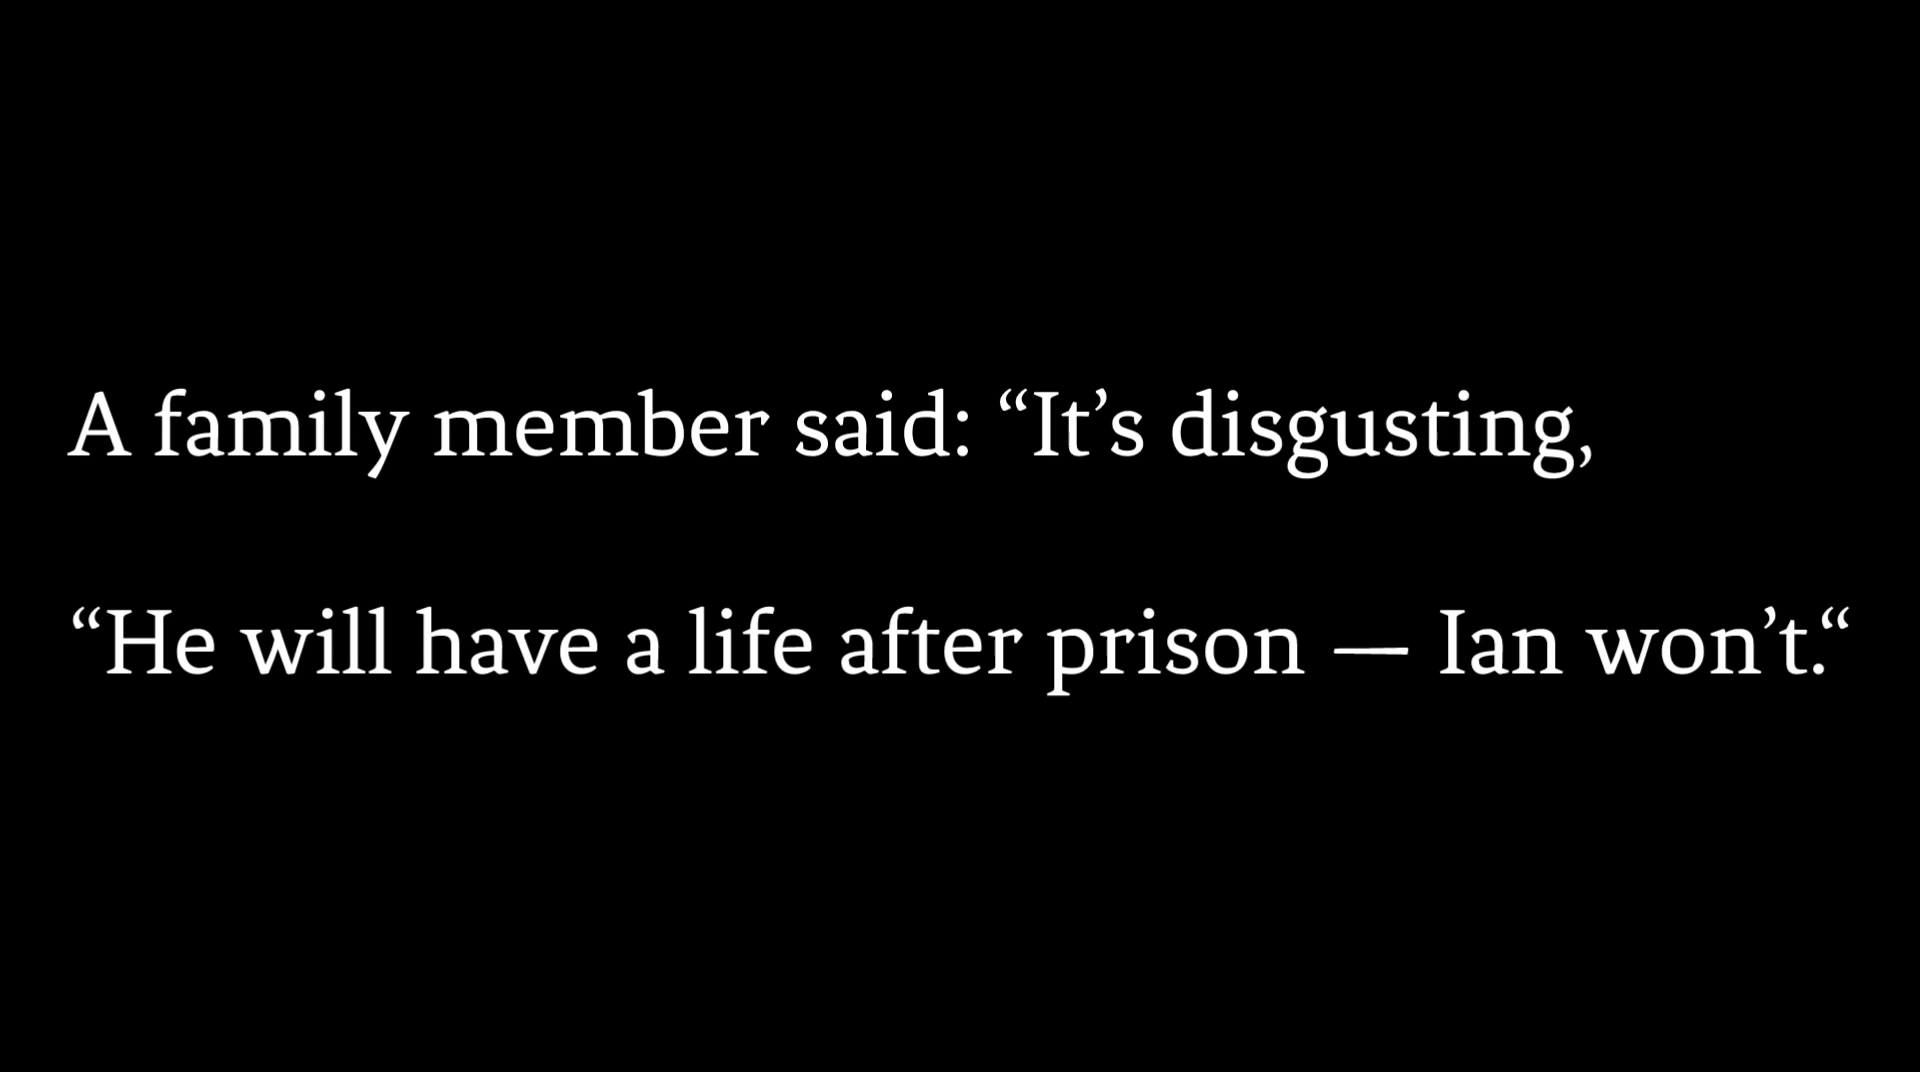 A family member said: “It’s disgusting,
“He will have a life after prison — Ian won’t.“